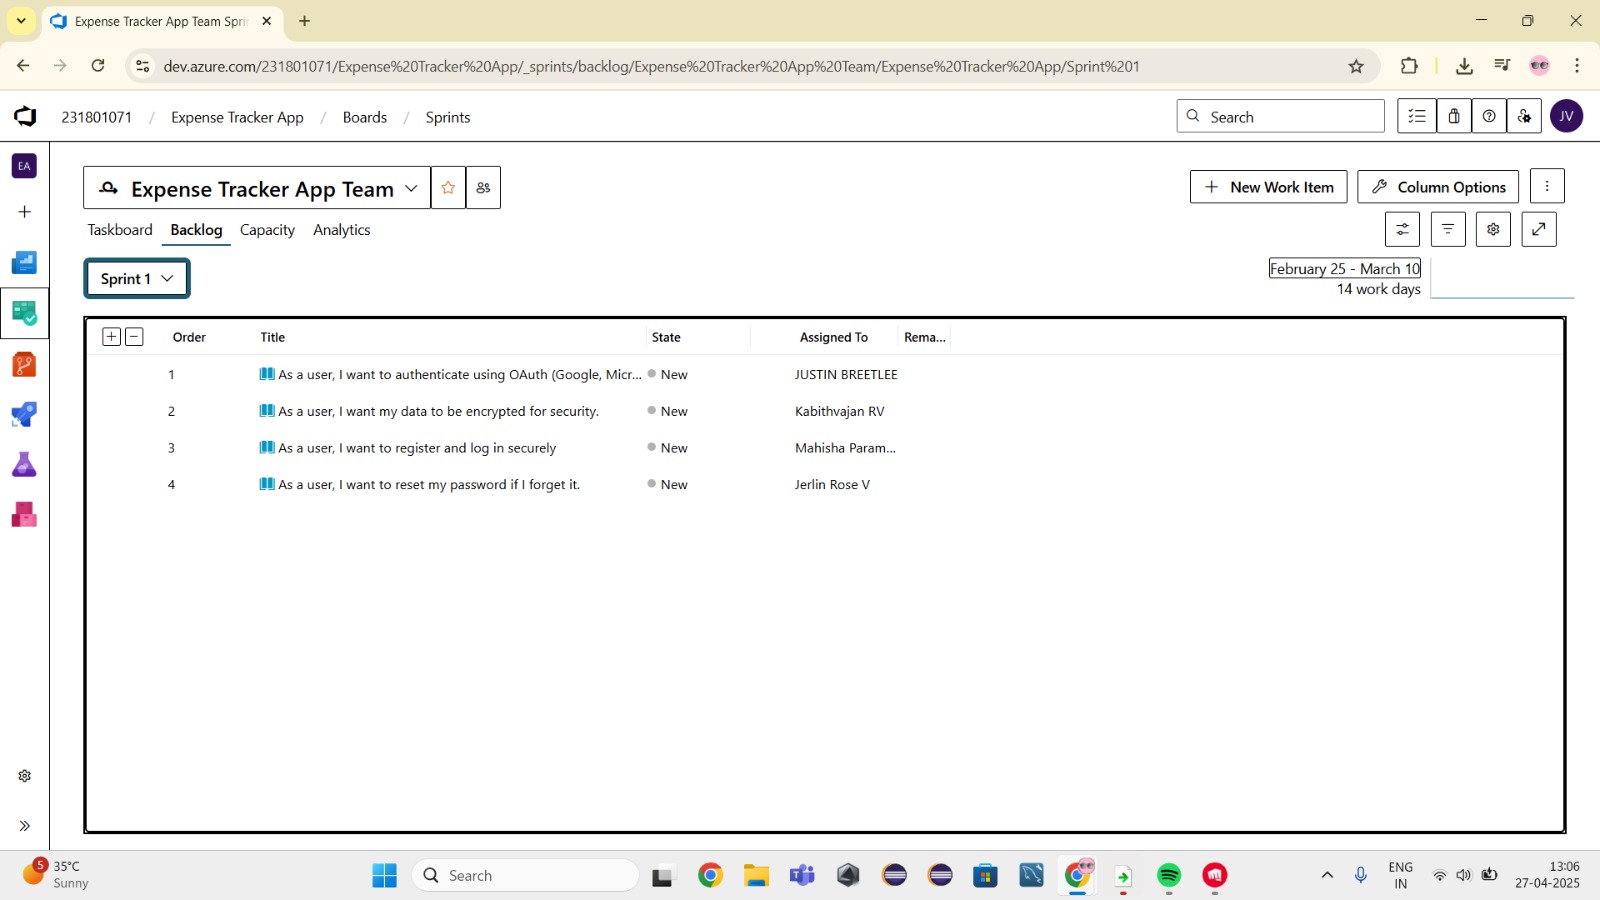 Expense Tracker App Team Spri
dev.azure.com/231801071/Expense%20Tracker%20App/_sprints/backlog/Expense%20Tracker%20App%20Team/Expense%20Tracker%20App/Sprint%201
231801071 / Expense Tracker App / Boards / Sprints
Search
JV
EA
Expense Tracker App Team
New Work Item
Column Options
Taskboard Backlog Capacity Analytics
Sprint 1
February 25 - March 10
14 work days
Order Title State Assigned To Rema...
1 As a user, I want to authenticate using OAuth (Google, Micr... New JUSTIN BREETLEE
2 As a user, I want my data to be encrypted for security. New Kabithvajan RV
3 As a user, I want to register and log in securely New Mahisha Param...
4 As a user, I want to reset my password if I forget it. New Jerlin Rose V
5
35°C
Sunny
Search
ENG
IN
13:06
27-04-2025